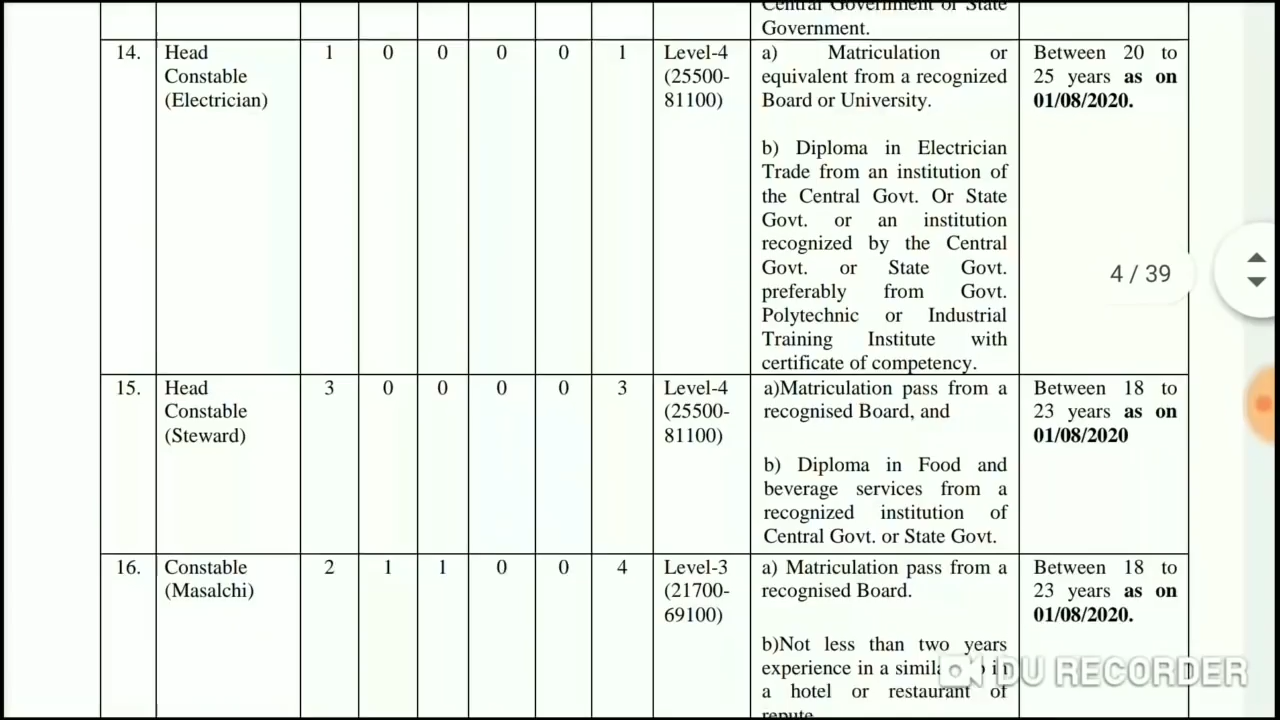 Central Government or State
Government.
14. Head 1 0 0 0 0 1 Level-4 a) Matriculation or Between 20 to
Constable (25500- equivalent from a recognized 25 years as on
(Electrician) 81100) Board or University. 01/08/2020.
b) Diploma in Electrician
Trade from an institution of
the Central Govt. Or State
Govt. or an institution
recognized by the Central
Govt. or State Govt. 4 / 39
preferably from Govt.
Polytechnic or Industrial
Training Institute with
certificate of competency.
15. Head 3 0 0 0 0 3 Level-4 a)Matriculation pass from a Between 18 to
Constable (25500- recognised Board, and 23 years as on
(Steward) 81100) 01/08/2020
b) Diploma in Food and
beverage services from a
recognized institution of
Central Govt. or State Govt.
16. Constable 2 1 1 0 0 4 Level-3 a) Matriculation pass from a Between 18 to
(Masalchi) (21700- recognised Board. 23 years as on
69100) 01/08/2020.
b)Not less than two years
experience in a in
DU RECORDER
a hotel or restaurant of
repute